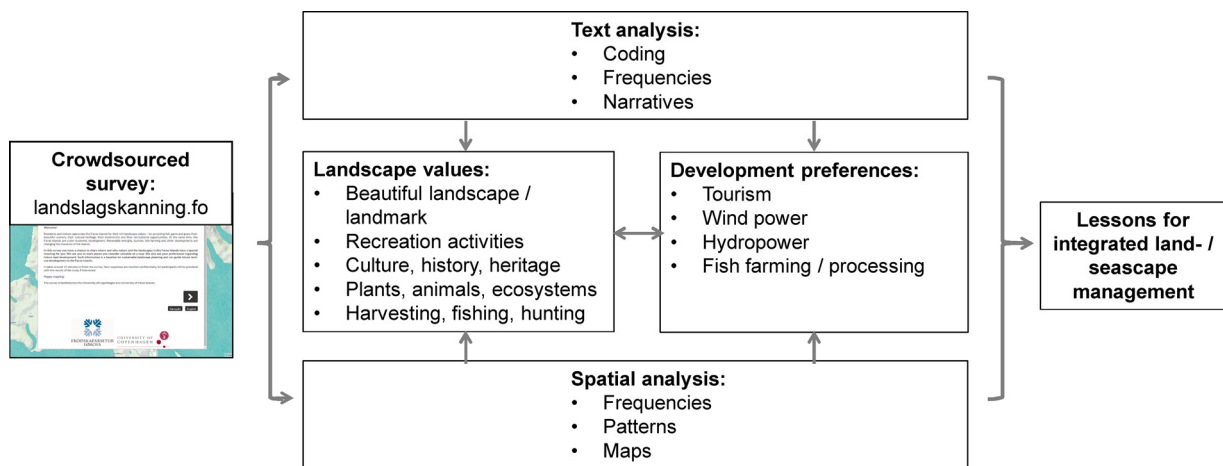 Text analysis:
• Coding
• Frequencies
• Narratives
Crowdsourced
survey:
landslagskanning.fo
UNIVERSITY OF
COPENHAGEN
Landscape values:
• Beautiful landscape /
landmark
• Recreation activities
• Culture, history, heritage
• Plants, animals, ecosystems
• Harvesting, fishing, hunting
Development preferences:
• Tourism
• Wind power
• Hydropower
• Fish farming / processing
Lessons for
integrated land- /
seascape
management
Spatial analysis:
• Frequencies
• Patterns
• Maps